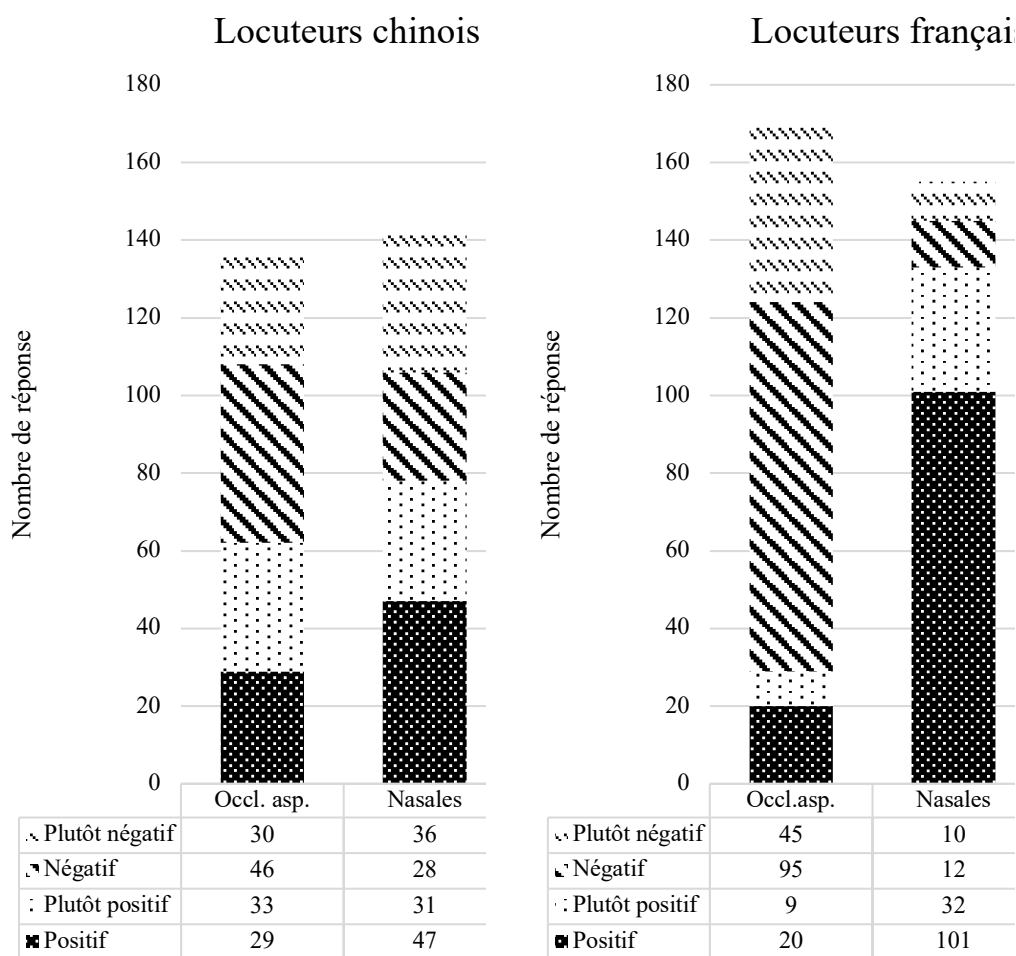 Locuteurs chinois
180
160
140
120
100
80
60
40
20
0
Nombre de réponse
Occl. asp. Nasales
Plutôt négatif 30 36
Négatif 46 28
Plutôt positif 33 31
Positif 29 47
Locuteurs françai
180
160
140
120
100
80
60
40
20
0
Nombre de réponse
Occl.asp. Nasales
Plutôt négatif 45 10
Négatif 95 12
Plutôt positif 9 32
Positif 20 101